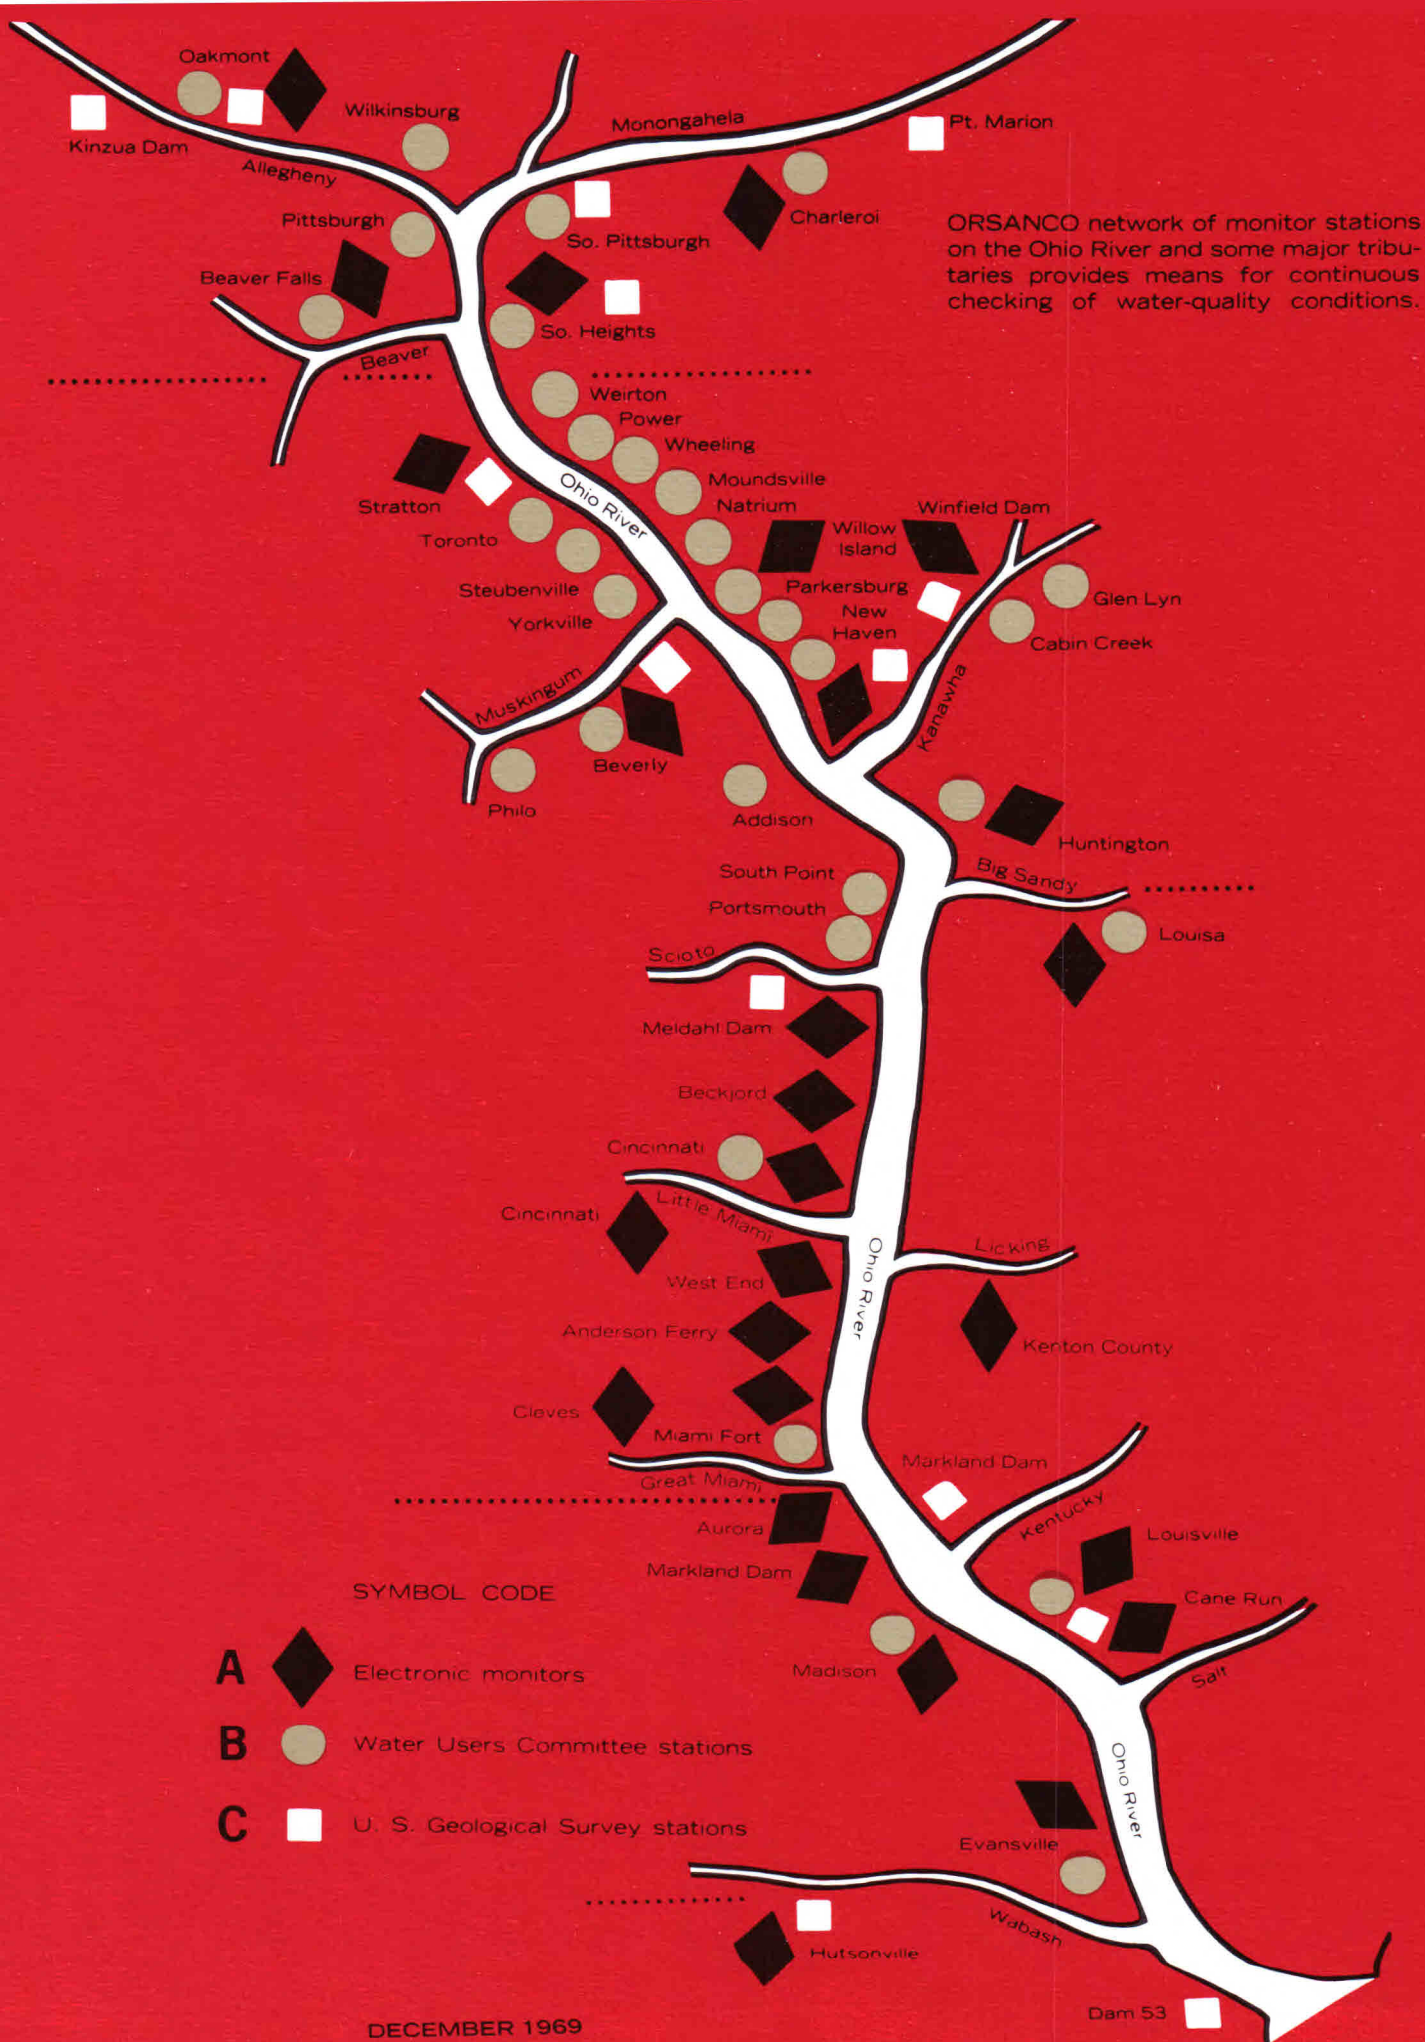 Oakmont
Wilkinsburg
Monongahela
Pt. Marion
Kinzua Dam
Allegheny
Pittsburgh
Charleroi
So. Pittsburgh
ORSANCO network of monitor stations
on the Ohio River and some major tribu-
taries provides means for continuous
checking of water-quality conditions.
Beaver Falls
So. Heights
Beaver
Weirton
Power
Wheeling
Moundsville
Natrium
Ohio River
Stratton
Toronto
Steubenville
Yorkville
Willow
Island
Winfield Dam
Parkersburg
New
Haven
Glen Lyn
Cabin Creek
Kanawha
Muskingum
Beverly
Philo
Addison
Huntington
South Point
Big Sandy
Portsmouth
Louisa
Scioto
Meldahl Dam
Beckjord
Cincinnati
Little Miami
Cincinnati
Ohio River
Licking
West End
Anderson Ferry
Kenton County
Cleves
Miami Fort
Great Miami
Markland Dam
Kentucky
Aurora
Louisville
Markland Dam
Cane Run
Madison
Salt
SYMBOL CODE
A Electronic monitors
B Water Users Committee stations
C U. S. Geological Survey stations
Ohio River
Evansville
Wabash
Hutsonville
Dam 53
DECEMBER 1969